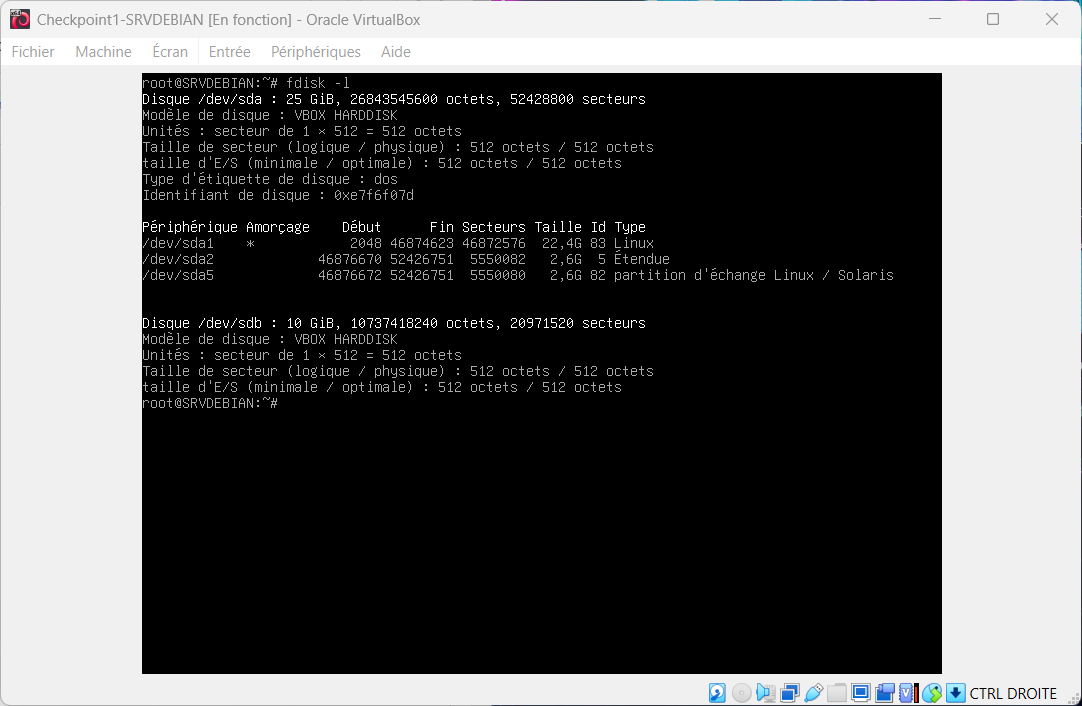 Checkpoint1-SRVDEBIAN [En fonction] - Oracle VirtualBox
Fichier Machine Écran Entrée Périphériques Aide
root@SRVDEBIAN:~# fdisk -l
Disque /dev/sda : 25 GiB, 26843545600 octets, 52428800 secteurs
Modèle de disque : VBOX HARDDISK
Unités : secteur de 1 × 512 = 512 octets
Taille de secteur (logique / physique) : 512 octets / 512 octets
taille d'E/S (minimale / optimale) : 512 octets / 512 octets
Type d'étiquette de disque : dos
Identifiant de disque : 0xe7f6f07d
Périphérique Amorçage    Début      Fin Secteurs Taille Id Type
/dev/sda1    *            2048 46874623 46872576  22,4G 83 Linux
/dev/sda2             46876670 52426751  5550082   2,6G  5 Étendue
/dev/sda5             46876672 52426751  5550080   2,6G 82 partition d'échange Linux / Solaris
Disque /dev/sdb : 10 GiB, 10737418240 octets, 20971520 secteurs
Modèle de disque : VBOX HARDDISK
Unités : secteur de 1 × 512 = 512 octets
Taille de secteur (logique / physique) : 512 octets / 512 octets
taille d'E/S (minimale / optimale) : 512 octets / 512 octets
root@SRVDEBIAN:~#
CTRL DROITE